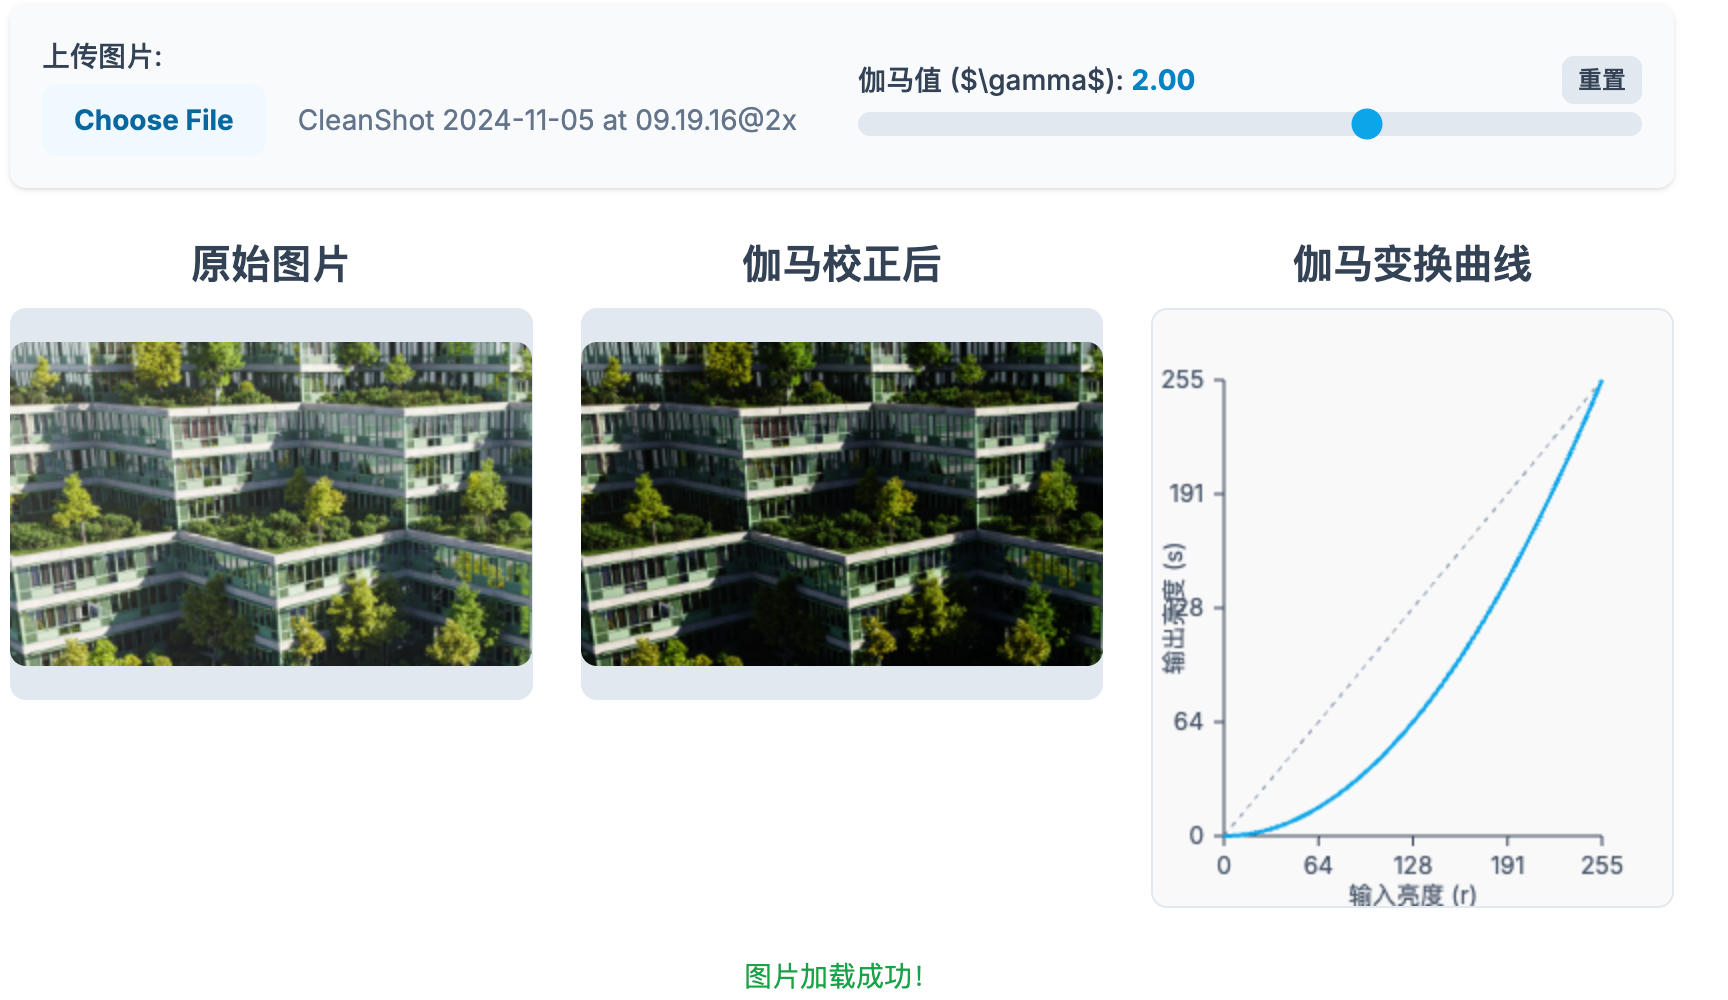 上传图片:
Choose File CleanShot 2024-11-05 at 09.19.16@2x
伽马值 ($\gamma$): 2.00
重置
原始图片
伽马校正后
伽马变换曲线
255
191
28
64
0
输出亮度 (s)
0 64 128 191 255
输入亮度 (r)
图片加载成功!